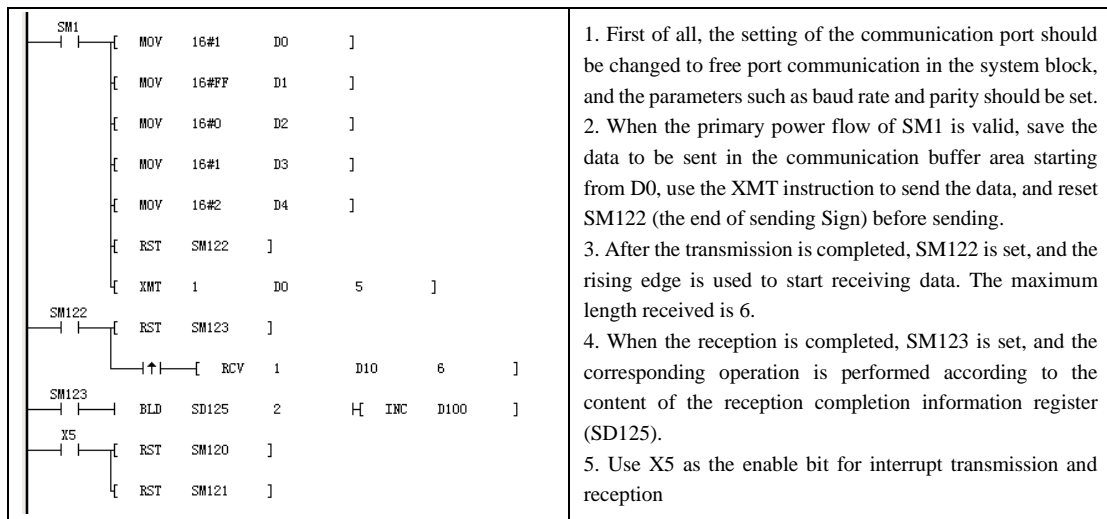 SM1
[ MOV 16#1 D0 ]
[ MOV 16#FF D1 ]
[ MOV 16#0 D2 ]
[ MOV 16#1 D3 ]
[ MOV 16#2 D4 ]
[ RST SM122 ]
[ XMT 1 D0 5 ]
SM122
[ RST SM123 ]
[ RCV 1 D10 6 ]
SM123
BLD SD125 2 [ INC D100 ]
X5
[ RST SM120 ]
[ RST SM121 ]
1. First of all, the setting of the communication port should
be changed to free port communication in the system block,
and the parameters such as baud rate and parity should be set.
2. When the primary power flow of SM1 is valid, save the
data to be sent in the communication buffer area starting
from D0, use the XMT instruction to send the data, and reset
SM122 (the end of sending Sign) before sending.
3. After the transmission is completed, SM122 is set, and the
rising edge is used to start receiving data. The maximum
length received is 6.
4. When the reception is completed, SM123 is set, and the
corresponding operation is performed according to the
content of the reception completion information register
(SD125).
5. Use X5 as the enable bit for interrupt transmission and
reception